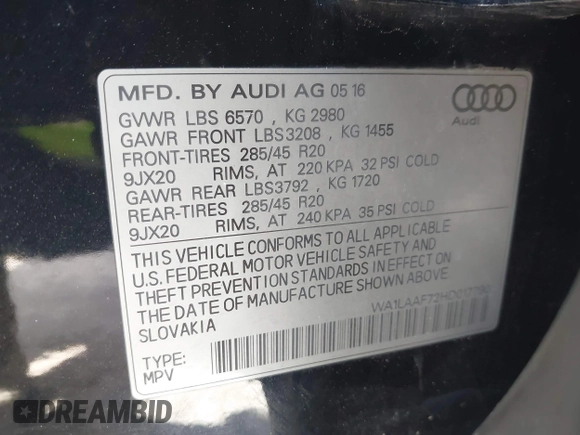 MFD. BY AUDI AG 05 16
GVWR LBS 6570 , KG 2980
GAWR FRONT LBS3208 , KG 1455
FRONT-TIRES 285/45 R20
9JX20 RIMS, AT 220 KPA 32 PSI COLD
GAWR REAR LBS3792 , KG 1720
REAR-TIRES 285/45 R20
9JX20 RIMS, AT 240 KPA 35 PSI COLD
Audi
THIS VEHICLE CONFORMS TO ALL APPLICABLE
U.S. FEDERAL MOTOR VEHICLE SAFETY AND
THEFT PREVENTION STANDARDS IN EFFECT ON
THE DATE OF MANUFACTURE SHOWN ABOVE
SLOVAKIA
TYPE:
MPV
DREAMBID